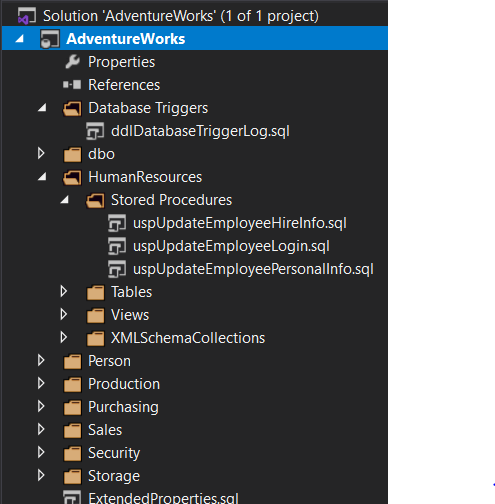 Solution 'AdventureWorks' (1 of 1 project)
AdventureWorks
Properties
References
Database Triggers
ddlDatabaseTriggerLog.sql
dbo
HumanResources
Stored Procedures
uspUpdateEmployeeHireInfo.sql
uspUpdateEmployeeLogin.sql
uspUpdateEmployeePersonalInfo.sql
Tables
Views
XMLSchemaCollections
Person
Production
Purchasing
Sales
Security
Storage
ExtendedProperties.sql